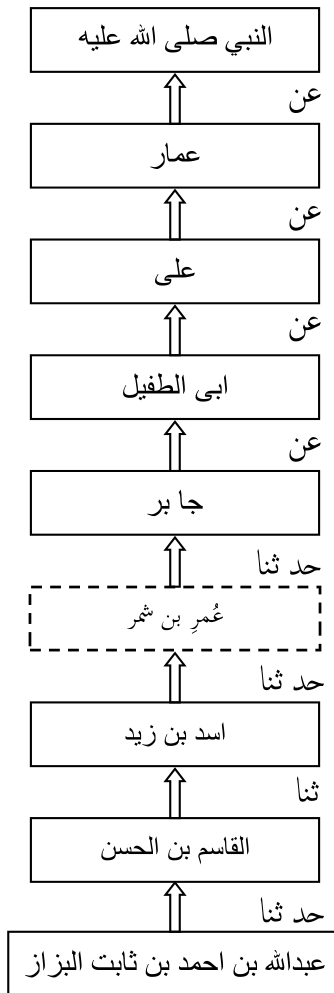 النبي صلى الله عليه
عن
عمار
عن
على
عن
ابى الطفيل
عن
جا بر
حد ثنا
عُمرِ بن شمر
حد ثنا
اسد بن زيد
ثنا
القاسم بن الحسن
حد ثنا
عبدالله بن احمد بن ثابت البزاز